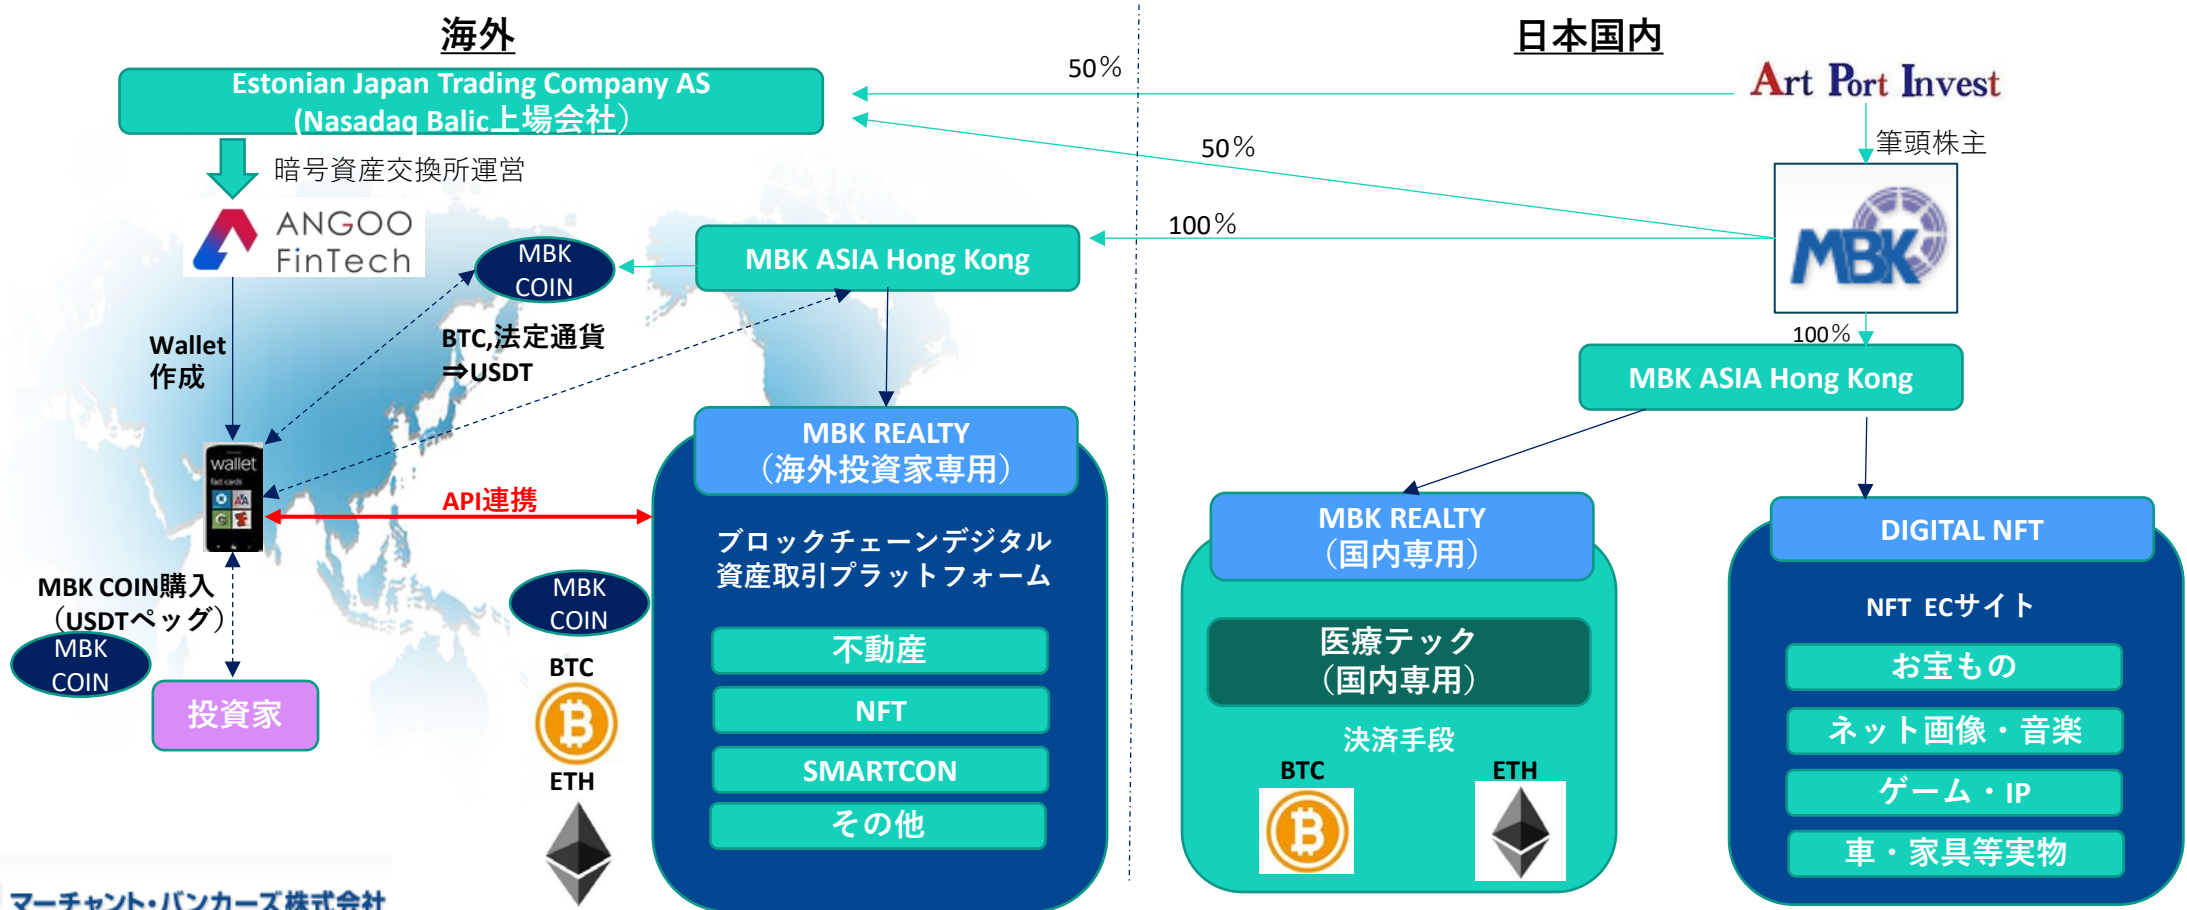 海外
日本国内
Estonian Japan Trading Company AS
(Nasadaq Balic上場会社）
50％
Art Port Invest
筆頭株主
暗号資産交換所運営
50％
ANGOO
FinTech
MBK
COIN
MBK ASIA Hong Kong
100％
MBK
100％
MBK ASIA Hong Kong
Wallet
作成
BTC,法定通貨
⇒USDT
wallet
fast cards
API連携
MBK REALTY
（海外投資家専用）
ブロックチェーンデジタル
資産取引プラットフォーム
不動産
NFT
SMARTCON
その他
MBK COIN購入
（USDTペッグ）
MBK
COIN
投資家
MBK
COIN
BTC
ETH
MBK REALTY
（国内専用）
医療テック
（国内専用）
決済手段
BTC
ETH
DIGITAL NFT
NFT ECサイト
お宝もの
ネット画像・音楽
ゲーム・IP
車・家具等実物
マーチャント・バンカーズ株式会社